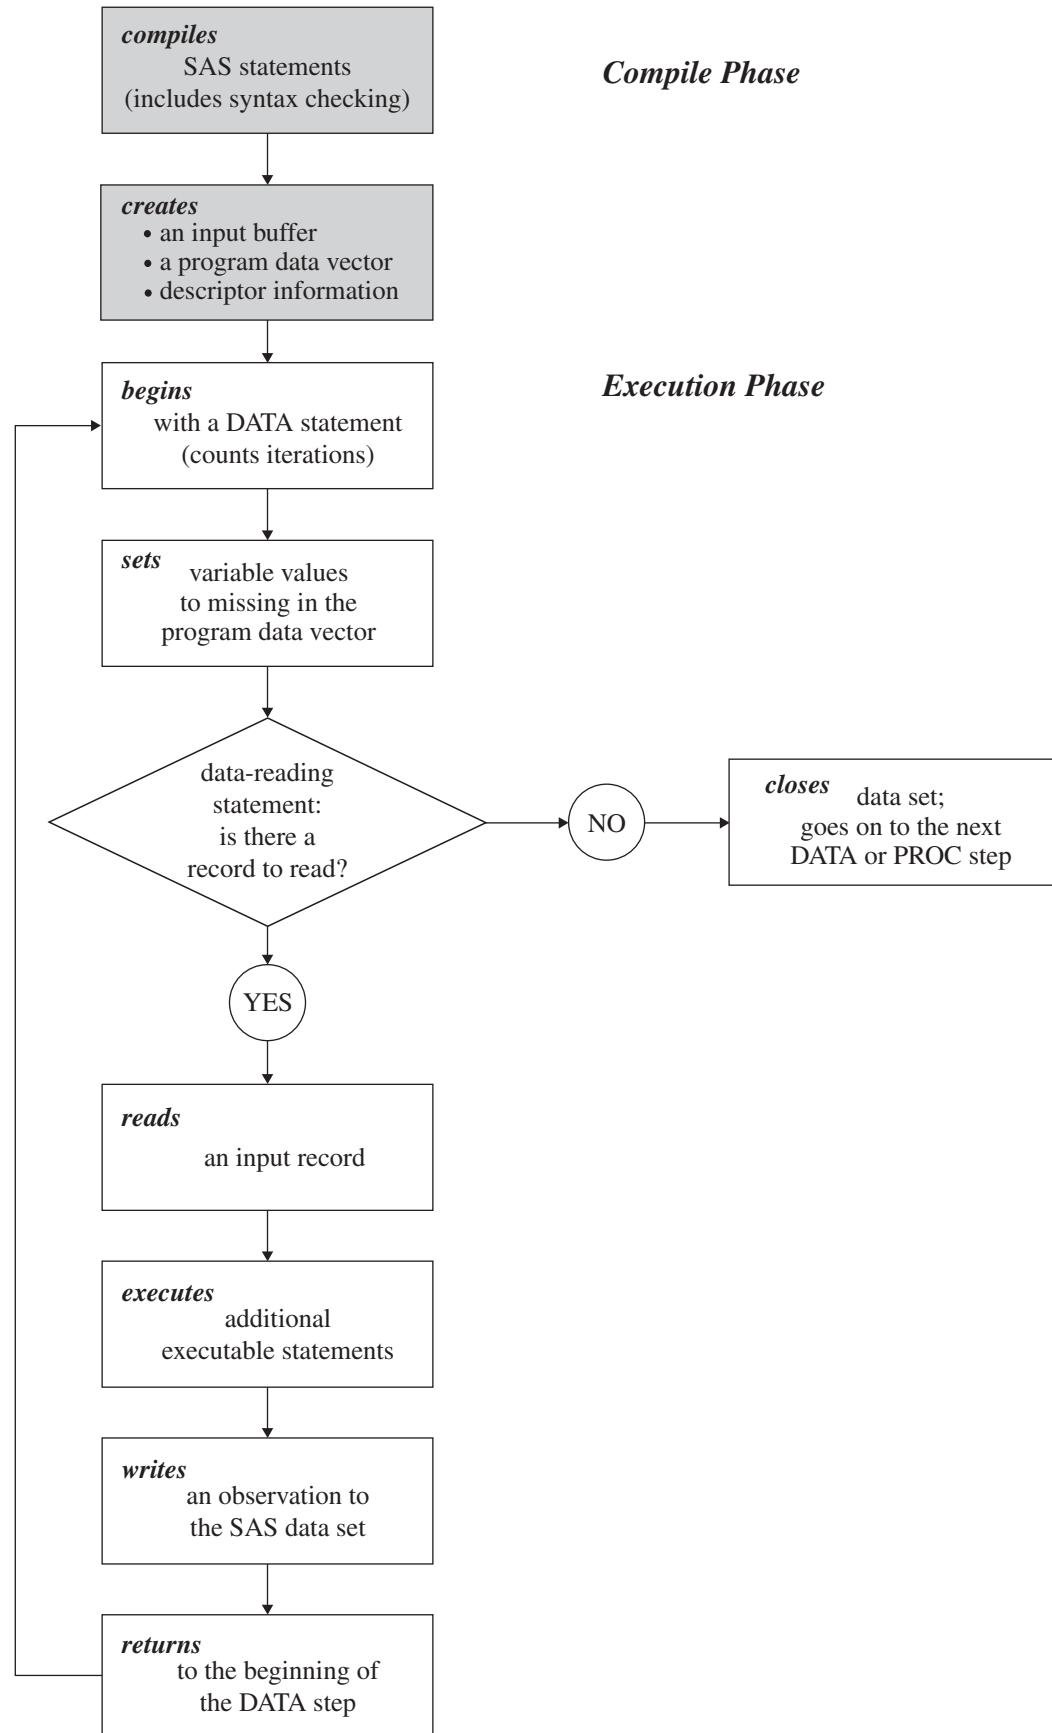 compiles
SAS statements
(includes syntax checking)
Compile Phase
creates
• an input buffer
• a program data vector
• descriptor information
begins
with a DATA statement
(counts iterations)
Execution Phase
sets
variable values
to missing in the
program data vector
data-reading
statement:
is there a
record to read?
NO
closes
data set;
goes on to the next
DATA or PROC step
YES
reads
an input record
executes
additional
executable statements
writes
an observation to
the SAS data set
returns
to the beginning of
the DATA step